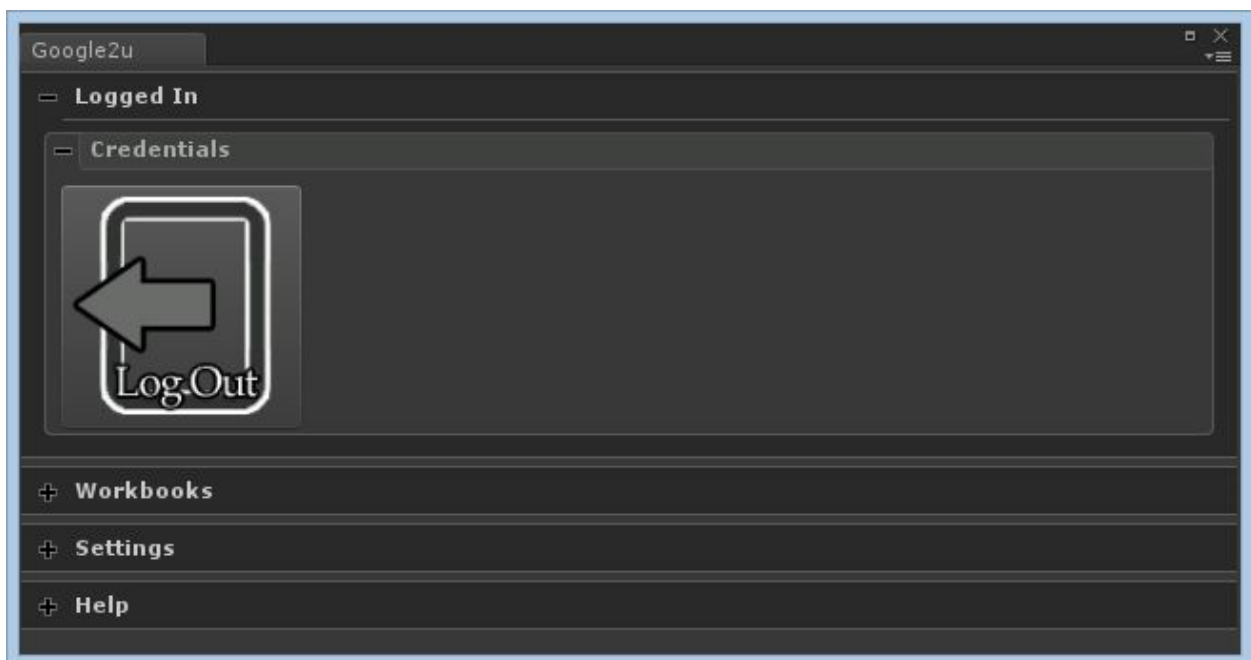 Google2u
Logged In
Credentials
Log Out
Workbooks
Settings
Help